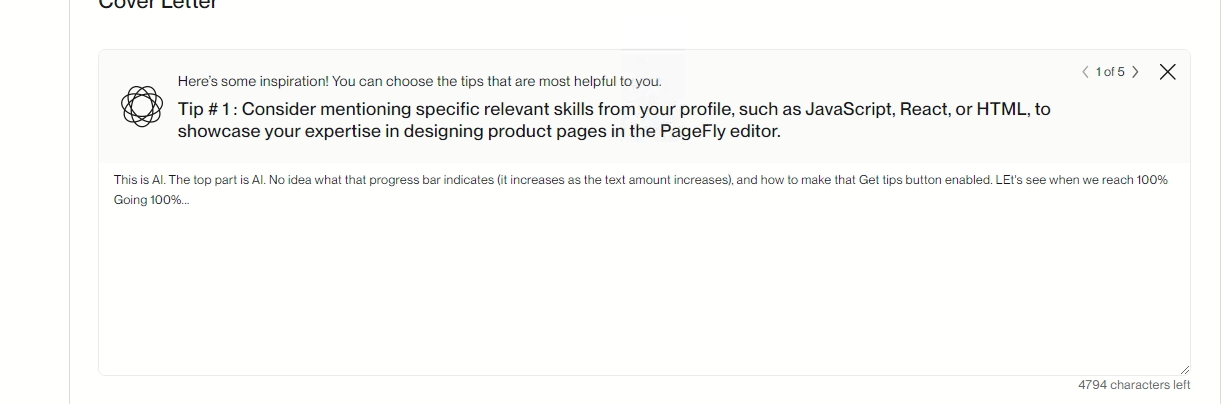 Cover Letter
Here's some inspiration! You can choose the tips that are most helpful to you.
1 of 5
Tip # 1 : Consider mentioning specific relevant skills from your profile, such as JavaScript, React, or HTML, to
showcase your expertise in designing product pages in the PageFly editor.
This is AI. The top part is AI. No idea what that progress bar indicates (it increases as the text amount increases), and how to make that Get tips button enabled. LEt's see when we reach 100%
Going 100%...
4794 characters left